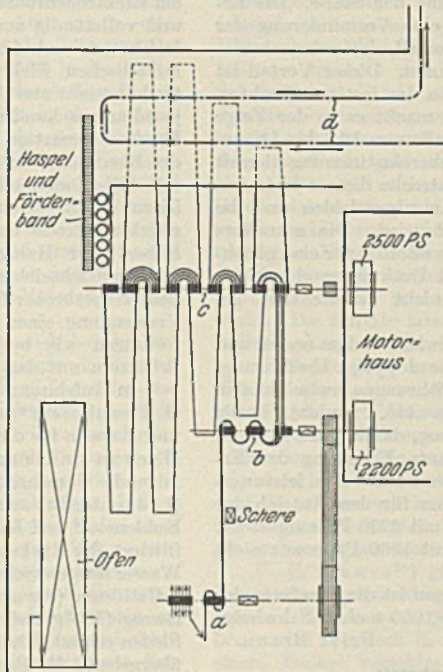 d
Haspel
und
Förder-
band
2500 PS
c
Motor-
haus
b
2200 PS
Schere
Ofen
a